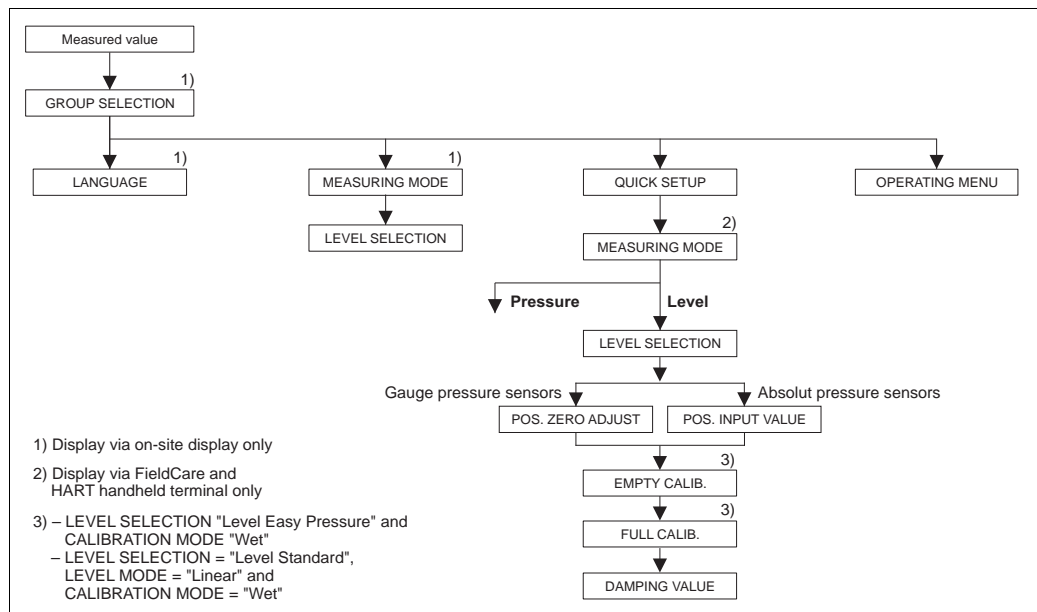 Measured value
1)
GROUP SELECTION
1)
LANGUAGE
1)
MEASURING MODE
QUICK SETUP
OPERATING MENU
LEVEL SELECTION
2)
MEASURING MODE
Pressure
Level
LEVEL SELECTION
Gauge pressure sensors
Absolut pressure sensors
POS. ZERO ADJUST
POS. INPUT VALUE
3)
EMPTY CALIB.
3)
FULL CALIB.
DAMPING VALUE
1) Display via on-site display only
2) Display via FieldCare and
HART handheld terminal only
3) – LEVEL SELECTION "Level Easy Pressure" and
CALIBRATION MODE "Wet"
– LEVEL SELECTION = "Level Standard",
LEVEL MODE = "Linear" and
CALIBRATION MODE = "Wet"